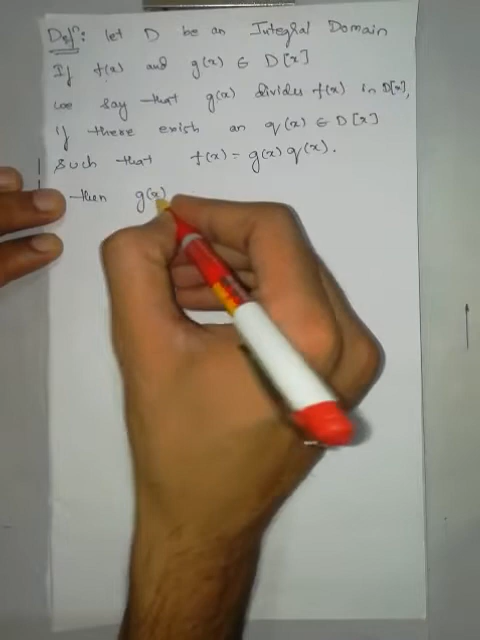 Defn: let D be an Integral Domain
If f(x) and g(x) ∈ D[x]
we say that g(x) divides f(x) in D[x],
if there exist an q(x) ∈ D[x]
such that f(x) = g(x) q(x).
then g(x)